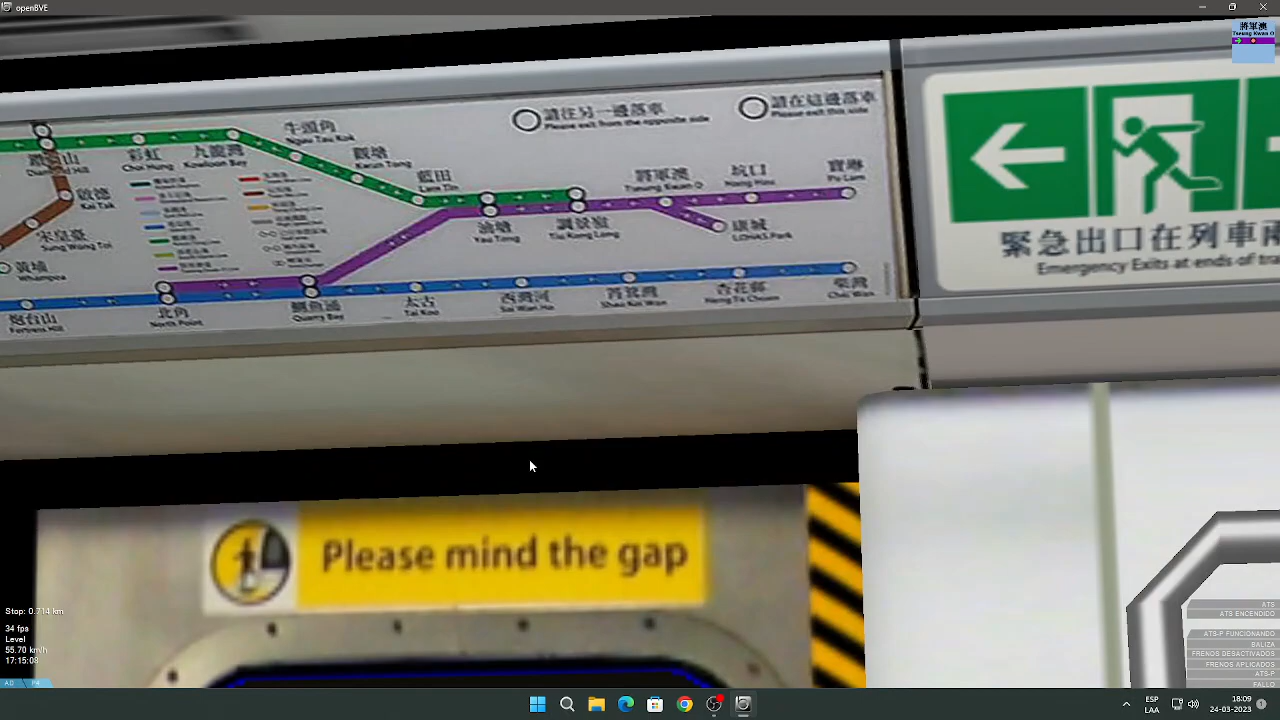 openBVE
將軍澳
Tseung Kwan O
請往另一邊落車
Please exit from the opposite side
請在這邊落車
Please exit this side
鑽石山
Diamond Hill
彩虹
Choi Hung
九龍灣
Kowloon Bay
牛頭角
Ngau Tau Kok
觀塘
Kwun Tong
藍田
Lam Tin
油塘
Yau Tong
調景嶺
Tiu Keng Leng
將軍澳
Tseung Kwan O
坑口
Hang Hau
寶琳
Po Lam
康城
LOHAS Park
啟德
Kai Tak
宋皇臺
Sung Wong Toi
黃埔
Whampoa
炮台山
Fortress Hill
北角
North Point
鰂魚涌
Quarry Bay
太古
Tai Koo
西灣河
Sai Wan Ho
筲箕灣
Shau Kei Wan
杏花邨
Heng Fa Chuen
柴灣
Chai Wan
緊急出口在列車兩
Emergency Exits at ends of tra
Please mind the gap
Stop: 0.714 km
34 fps
Level
55.70 km/h
17:15:08
ATS
ATS ENCENDIDO
ATS-P FUNCIONANDO
BALIZA
FRENOS DESACTIVADOS
FRENOS APLICADOS
ATS-P
FALLO
ESP
LAA
18:09
24-03-2023